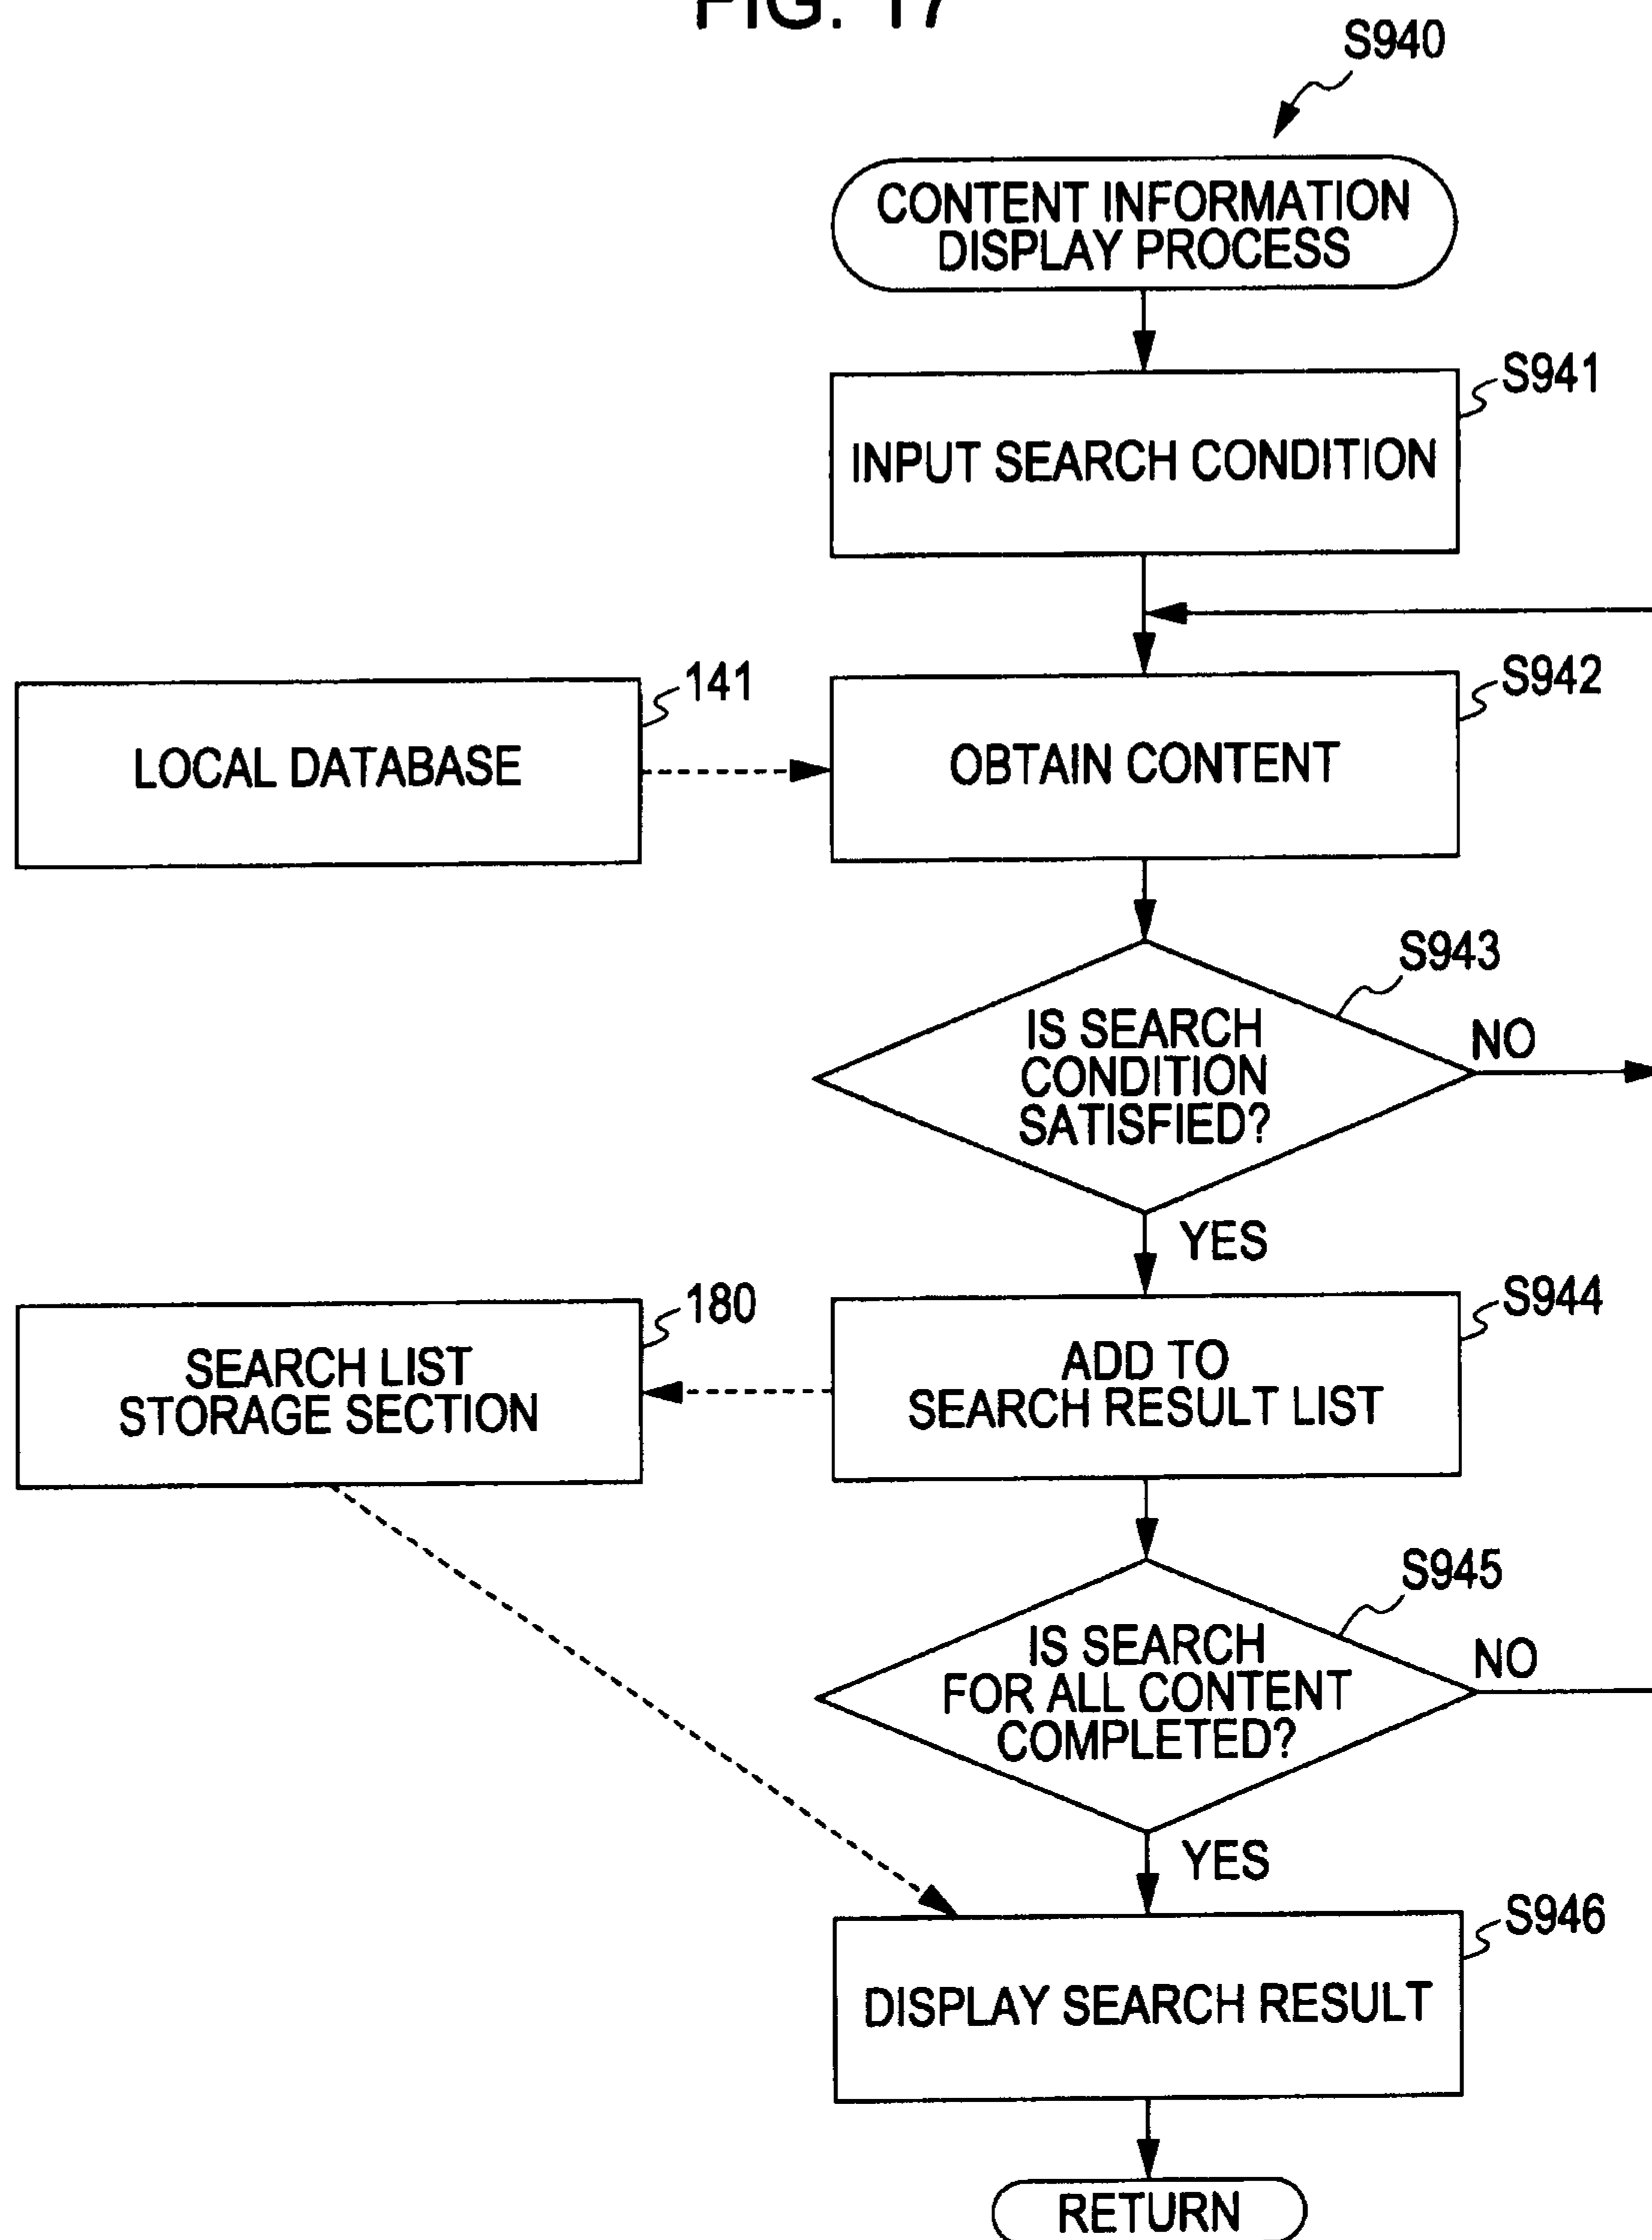 FIG. 17
S940
CONTENT INFORMATION
DISPLAY PROCESS
S941
INPUT SEARCH CONDITION
141
LOCAL DATABASE
S942
OBTAIN CONTENT
S943
IS SEARCH
CONDITION
SATISFIED?
NO
YES
180
SEARCH LIST
STORAGE SECTION
S944
ADD TO
SEARCH RESULT LIST
S945
IS SEARCH
FOR ALL CONTENT
COMPLETED?
NO
YES
S946
DISPLAY SEARCH RESULT
RETURN